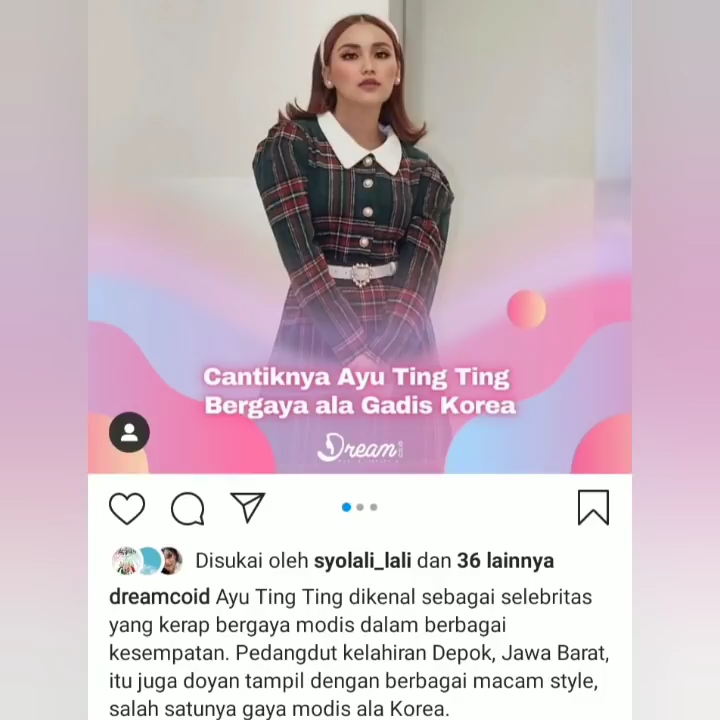 Cantiknya Ayu Ting Ting
Bergaya ala Gadis Korea
Dream
Disukai oleh syolali_lali dan 36 lainnya
dreamcoid Ayu Ting Ting dikenal sebagai selebritas
yang kerap bergaya modis dalam berbagai
kesempatan. Pedangdut kelahiran Depok, Jawa Barat,
itu juga doyan tampil dengan berbagai macam style,
salah satunya gaya modis ala Korea.